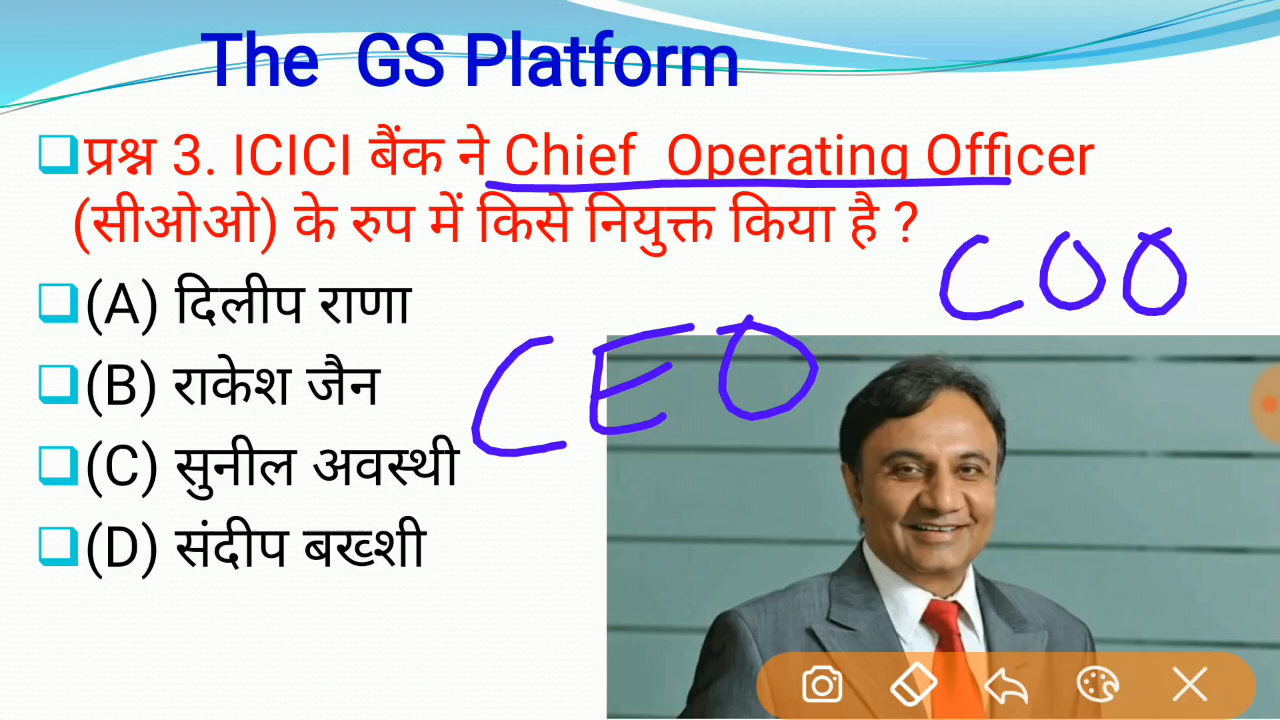 The GS Platform
प्रश्न 3. ICICI बैंक ने Chief Operating Officer
(सीओओ) के रुप में किसे नियुक्त किया है ?
COO
(A) दिलीप राणा
(B) राकेश जैन
CEO
(C) सुनील अवस्थी
(D) संदीप बख्शी